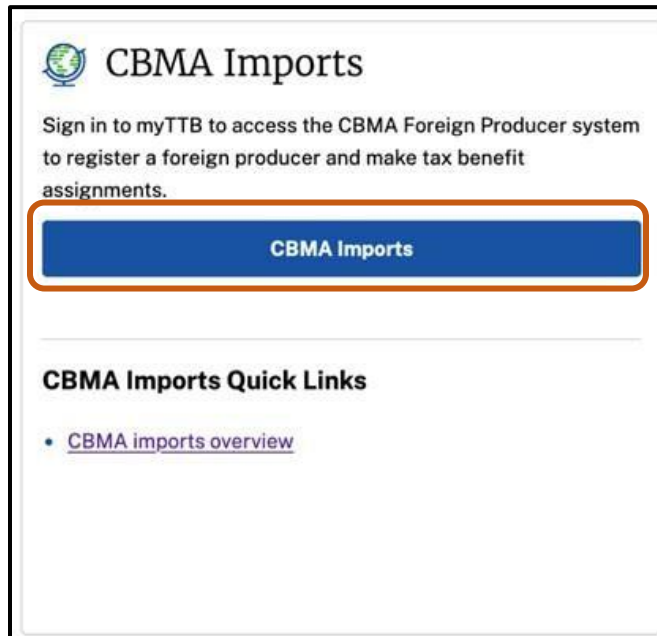 CBMA Imports
Sign in to myTTB to access the CBMA Foreign Producer system
to register a foreign producer and make tax benefit
assignments.
CBMA Imports
CBMA Imports Quick Links
• CBMA imports overview